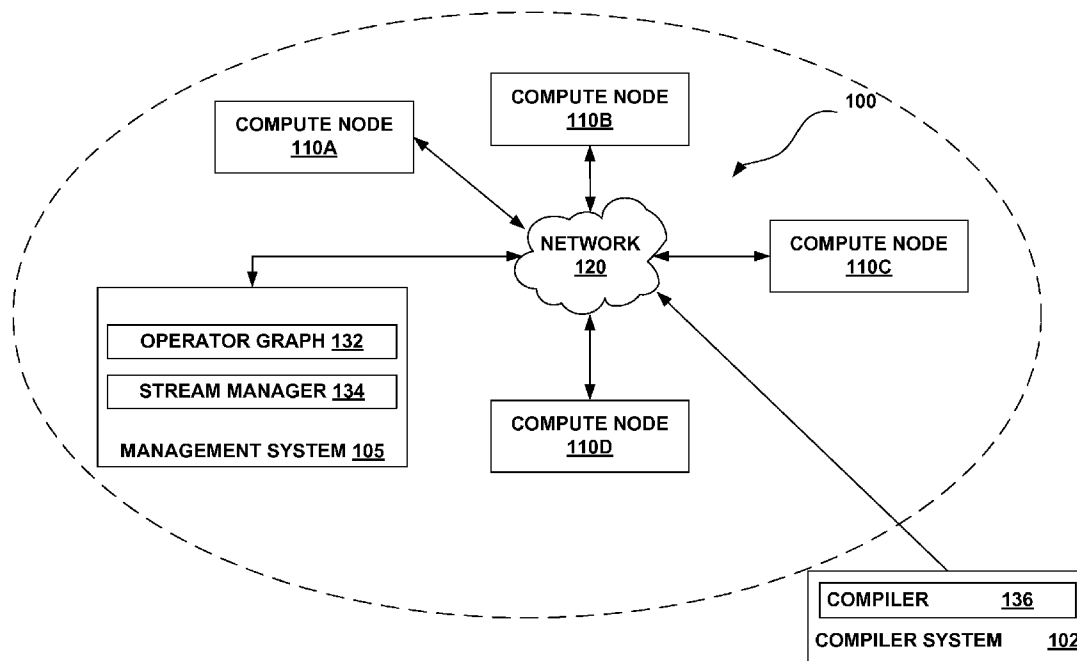 COMPUTE NODE
110B
100
COMPUTE NODE
110A
NETWORK
120
COMPUTE NODE
110C
OPERATOR GRAPH 132
STREAM MANAGER 134
MANAGEMENT SYSTEM 105
COMPUTE NODE
110D
COMPILER 136
COMPILER SYSTEM 102